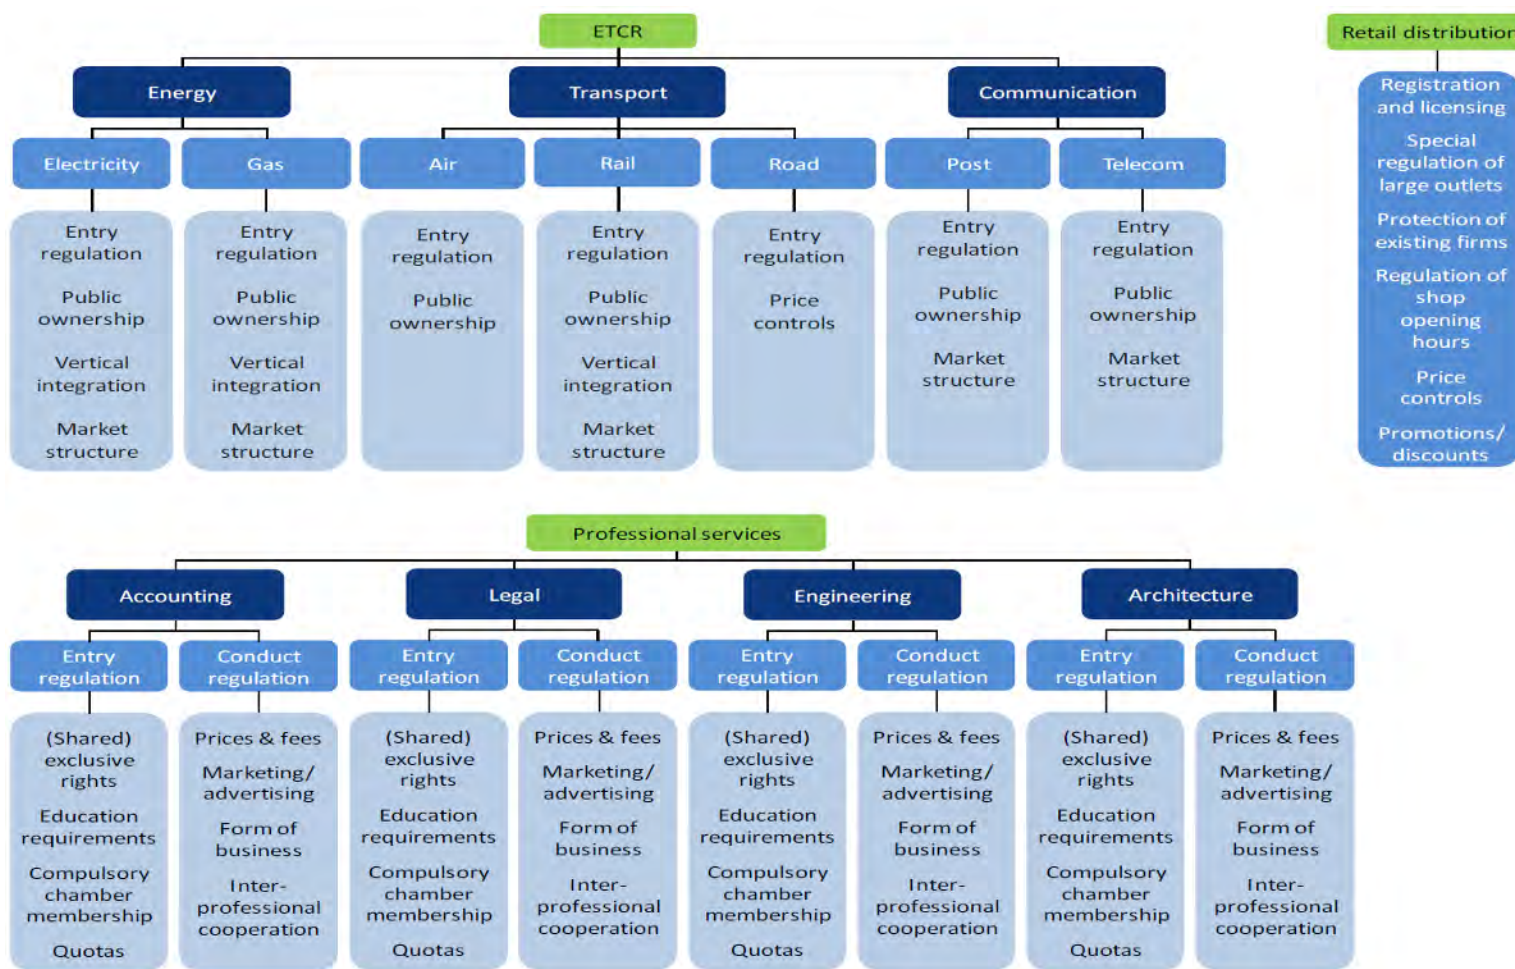 ETCR
Retail distribution
Energy
Transport
Communication
Electricity
Gas
Air
Rail
Road
Post
Telecom
Entry
regulation
Public
ownership
Vertical
integration
Market
structure
Entry
regulation
Public
ownership
Vertical
integration
Market
structure
Entry
regulation
Public
ownership
Entry
regulation
Public
ownership
Vertical
integration
Market
structure
Entry
regulation
Price
controls
Entry
regulation
Public
ownership
Market
structure
Entry
regulation
Public
ownership
Market
structure
Registration
and licensing
Special
regulation of
large outlets
Protection of
existing firms
Regulation of
shop
opening
hours
Price
controls
Promotions/
discounts
Professional services
Accounting
Legal
Engineering
Architecture
Entry
regulation
Conduct
regulation
Entry
regulation
Conduct
regulation
Entry
regulation
Conduct
regulation
Entry
regulation
Conduct
regulation
(Shared)
exclusive
rights
Education
requirements
Compulsory
chamber
membership
Quotas
Prices & fees
Marketing/
advertising
Form of
business
Inter-
professional
cooperation
(Shared)
exclusive
rights
Education
requirements
Compulsory
chamber
membership
Quotas
Prices & fees
Marketing/
advertising
Form of
business
Inter-
professional
cooperation
(Shared)
exclusive
rights
Education
requirements
Compulsory
chamber
membership
Quotas
Prices & fees
Marketing/
advertising
Form of
business
Inter-
professional
cooperation
(Shared)
exclusive
rights
Education
requirements
Compulsory
chamber
membership
Quotas
Prices & fees
Marketing/
advertising
Form of
business
Inter-
professional
cooperation